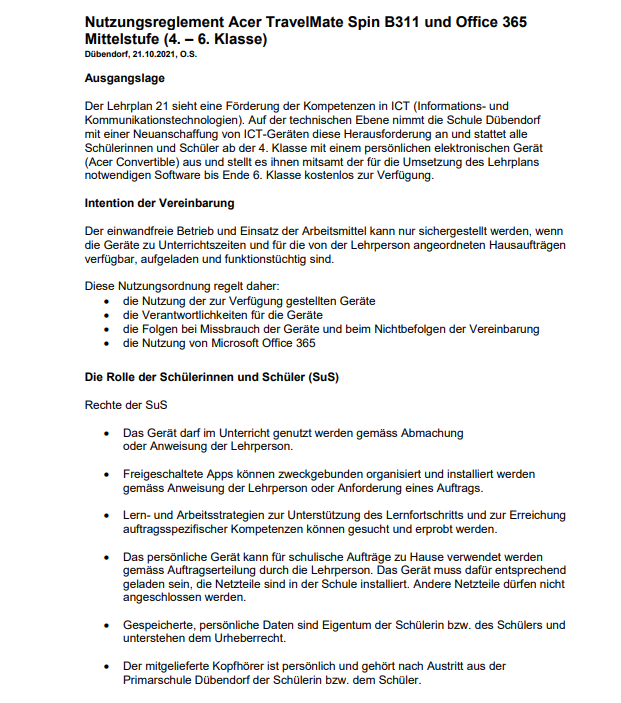 Nutzungsreglement Acer TravelMate Spin B311 und Office 365
Mittelstufe (4. – 6. Klasse)
Dübendorf, 21.10.2021, O.S.
Ausgangslage
Der Lehrplan 21 sieht eine Förderung der Kompetenzen in ICT (Informations- und
Kommunikationstechnologien). Auf der technischen Ebene nimmt die Schule Dübendorf
mit einer Neuanschaffung von ICT-Geräten diese Herausforderung an und stattet alle
Schülerinnen und Schüler ab der 4. Klasse mit einem persönlichen elektronischen Gerät
(Acer Convertible) aus und stellt es ihnen mitsamt der für die Umsetzung des Lehrplans
notwendigen Software bis Ende 6. Klasse kostenlos zur Verfügung.
Intention der Vereinbarung
Der einwandfreie Betrieb und Einsatz der Arbeitsmittel kann nur sichergestellt werden, wenn
die Geräte zu Unterrichtszeiten und für die von der Lehrperson angeordneten Hausaufträgen
verfügbar, aufgeladen und funktionstüchtig sind.
Diese Nutzungsordnung regelt daher:
• die Nutzung der zur Verfügung gestellten Geräte
• die Verantwortlichkeiten für die Geräte
• die Folgen bei Missbrauch der Geräte und beim Nichtbefolgen der Vereinbarung
• die Nutzung von Microsoft Office 365
Die Rolle der Schülerinnen und Schüler (SuS)
Rechte der SuS
• Das Gerät darf im Unterricht genutzt werden gemäss Abmachung
oder Anweisung der Lehrperson.
• Freigeschaltete Apps können zweckgebunden organisiert und installiert werden
gemäss Anweisung der Lehrperson oder Anforderung eines Auftrags.
• Lern- und Arbeitsstrategien zur Unterstützung des Lernfortschritts und zur Erreichung
auftragsspezifischer Kompetenzen können gesucht und erprobt werden.
• Das persönliche Gerät kann für schulische Aufträge zu Hause verwendet werden
gemäss Auftragserteilung durch die Lehrperson. Das Gerät muss dafür entsprechend
geladen sein, die Netzteile sind in der Schule installiert. Andere Netzteile dürfen nicht
angeschlossen werden.
• Gespeicherte, persönliche Daten sind Eigentum der Schülerin bzw. des Schülers und
unterstehen dem Urheberrecht.
• Der mitgelieferte Kopfhörer ist persönlich und gehört nach Austritt aus der
Primarschule Dübendorf der Schülerin bzw. dem Schüler.